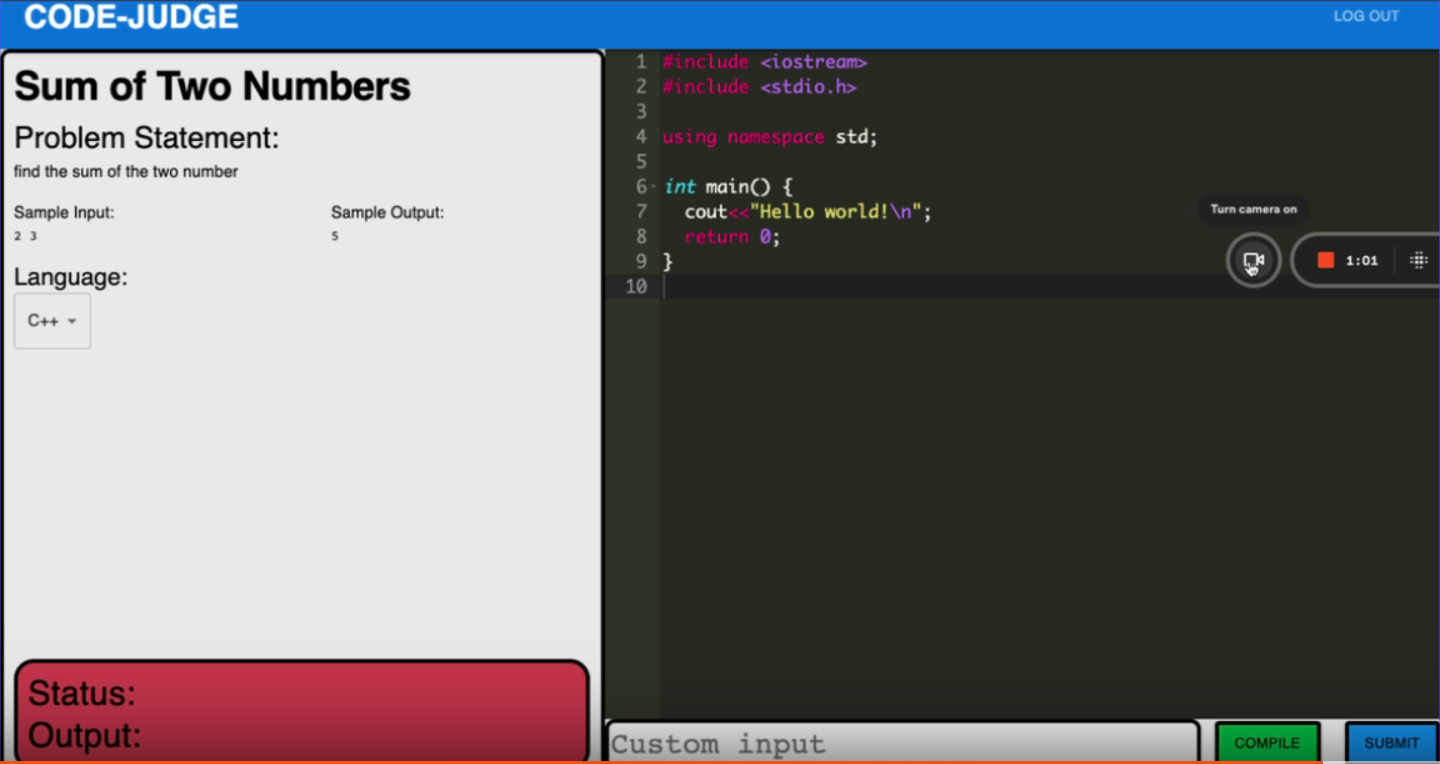 CODE-JUDGE
LOG OUT
Sum of Two Numbers
Problem Statement:
find the sum of the two number
Sample Input:
2 3
Sample Output:
5
Language:
C++
Status:
Output:
1 #include <iostream>
2 #include <stdio.h>
3
4 using namespace std;
5
6 int main() {
7   cout<<"Hello world!\n";
8   return 0;
9 }
10
Turn camera on
1:01
Custom input
COMPILE
SUBMIT